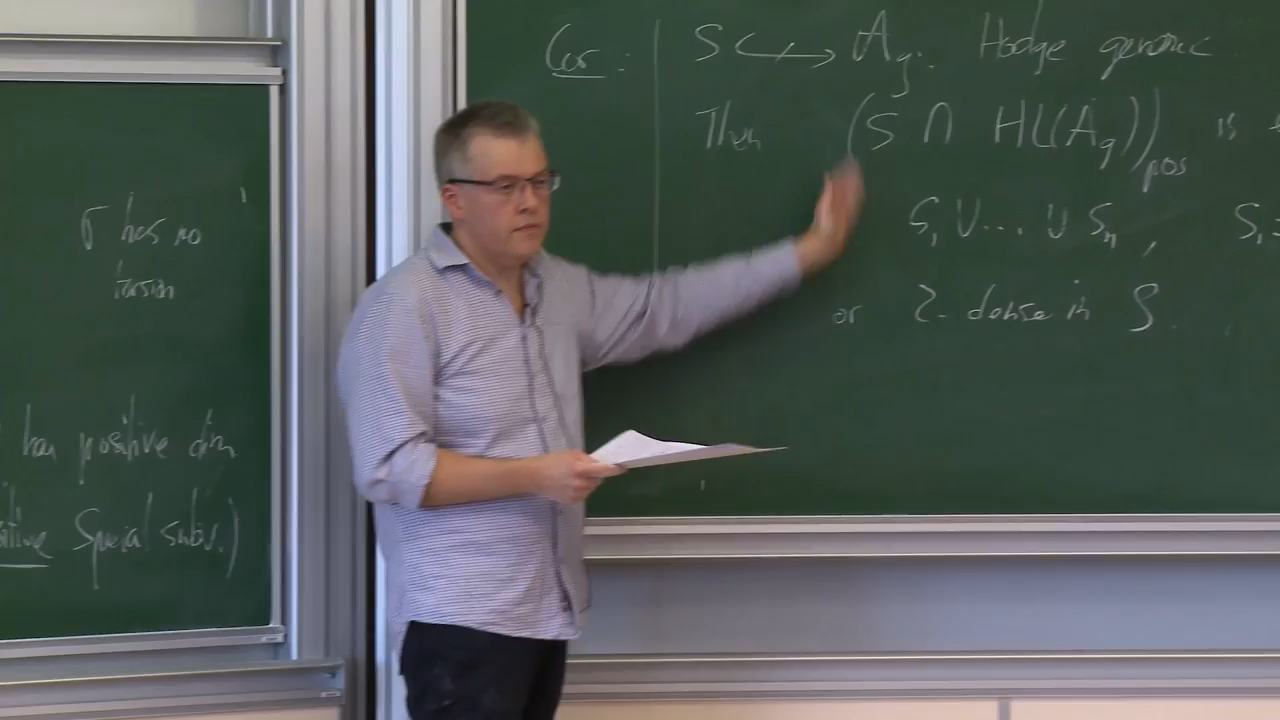 Γ has no
torsion
has positive dim
Special subv.)
Cor: S ↪ A_g. Hodge generic
Then (S ∩ HL(A_g))_pos is
S_1 ∪ ... ∪ S_n,
or Z-dense in S.